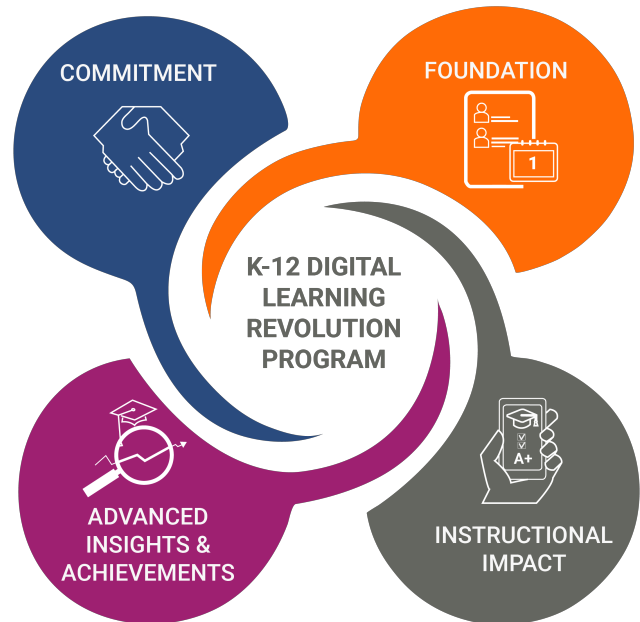 COMMITMENT
FOUNDATION
1
K-12 DIGITAL
LEARNING
REVOLUTION
PROGRAM
A+
ADVANCED
INSIGHTS &
ACHIEVEMENTS
INSTRUCTIONAL
IMPACT